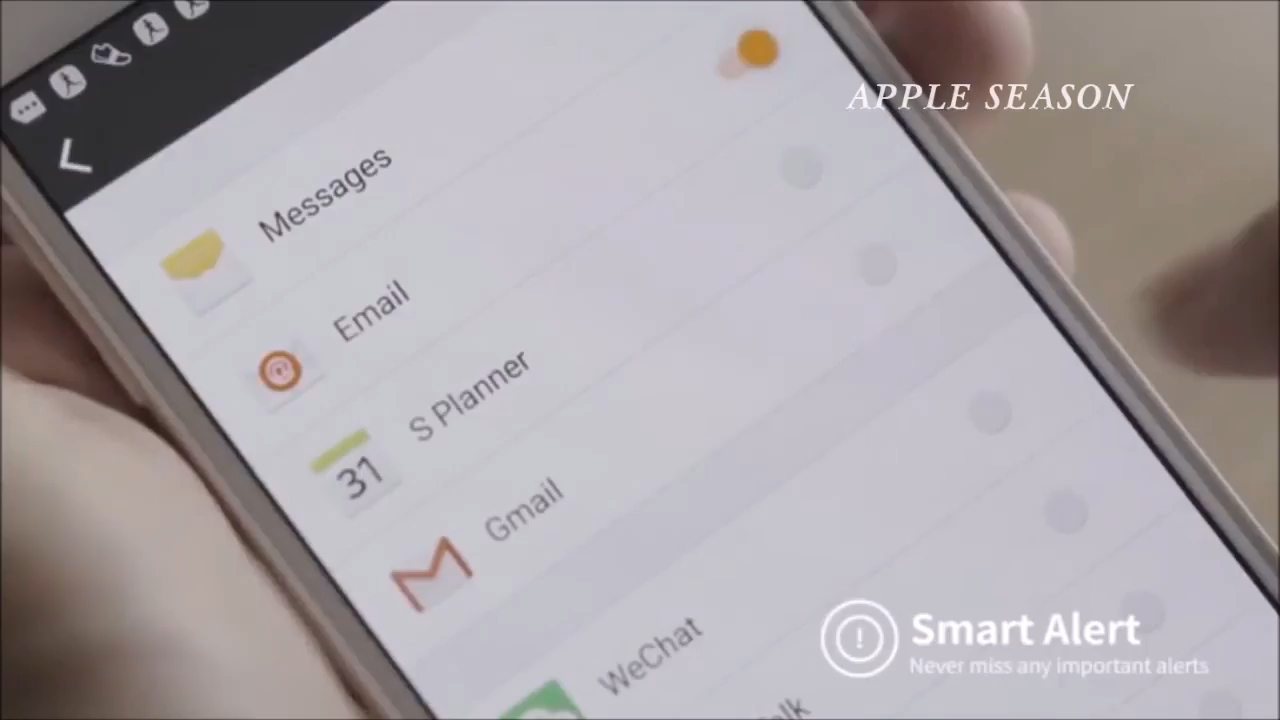 APPLE SEASON
Messages
Email
S Planner
31
Gmail
WeChat
Smart Alert
Never miss any important alerts